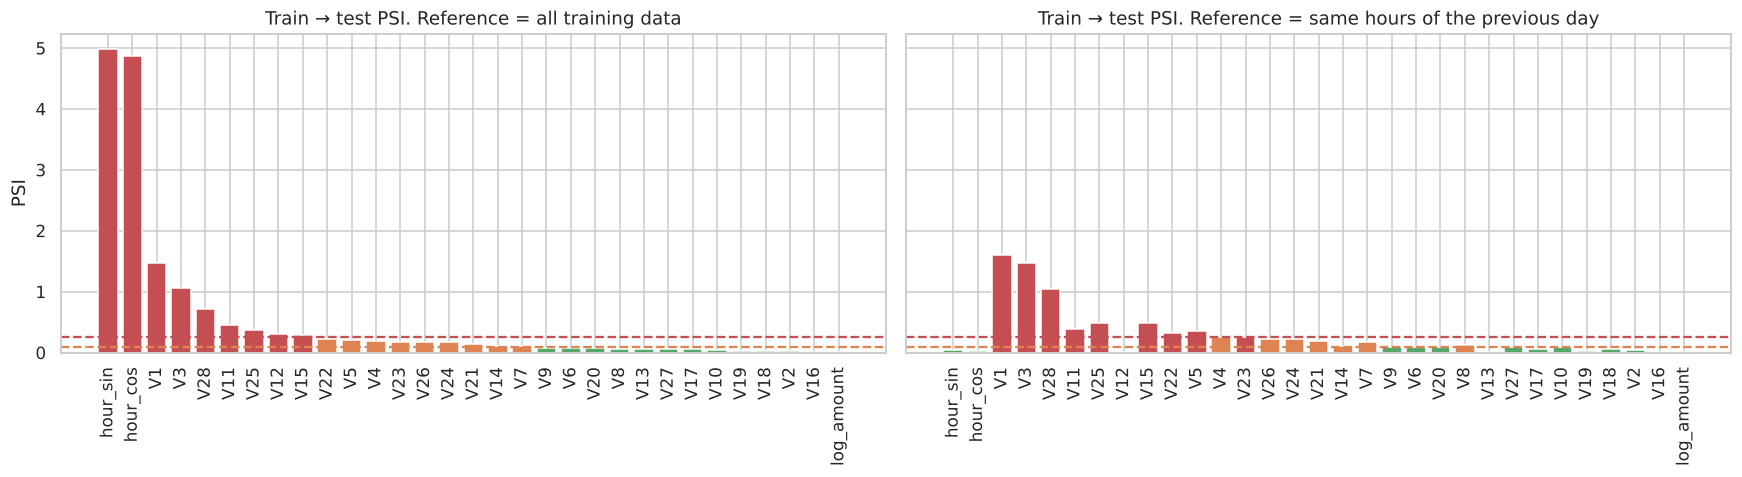 Train → test PSI. Reference = all training data
PSI
5
4
3
2
1
0
hour_sin
hour_cos
V1
V3
V28
V11
V25
V12
V15
V22
V5
V4
V23
V26
V24
V21
V14
V7
V9
V6
V20
V8
V13
V27
V17
V10
V19
V18
V2
V16
log_amount
Train → test PSI. Reference = same hours of the previous day
hour_sin
hour_cos
V1
V3
V28
V11
V25
V12
V15
V22
V5
V4
V23
V26
V24
V21
V14
V7
V9
V6
V20
V8
V13
V27
V17
V10
V19
V18
V2
V16
log_amount